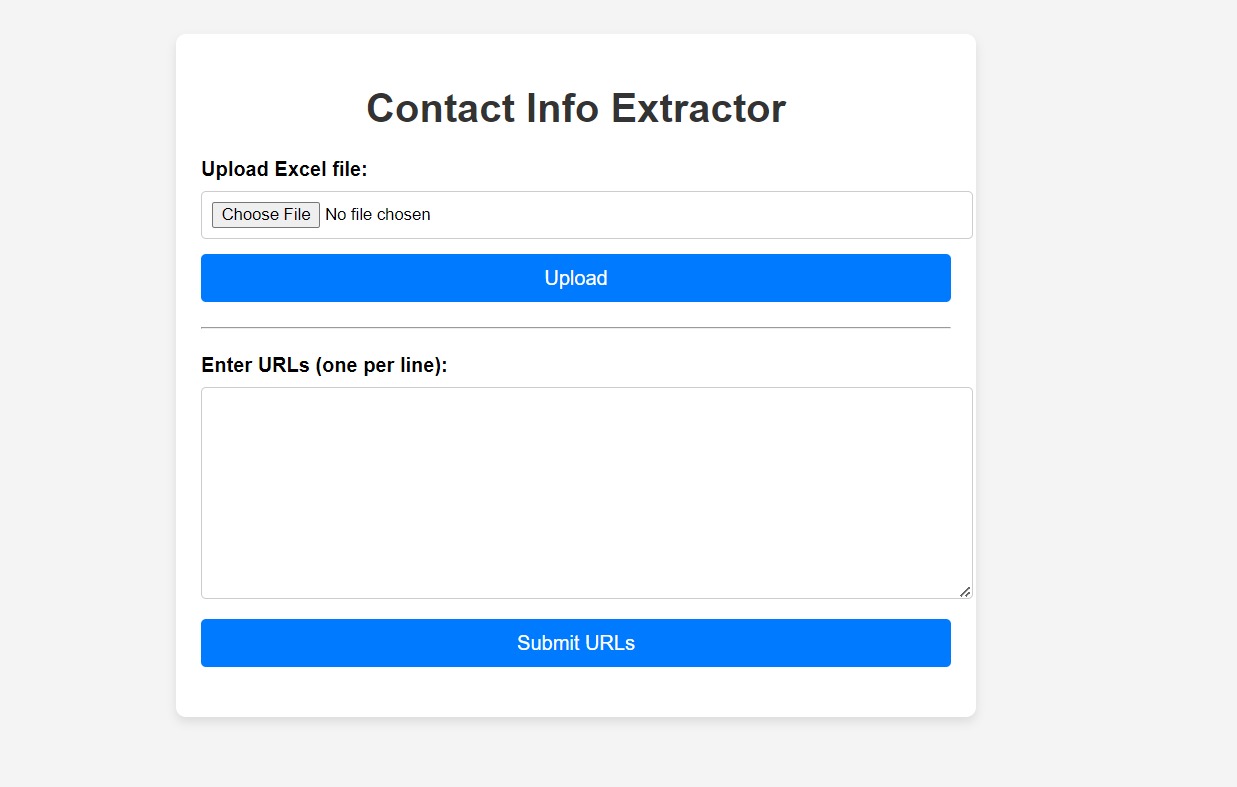 Contact Info Extractor
Upload Excel file:
Choose File No file chosen
Upload
Enter URLs (one per line):
Submit URLs